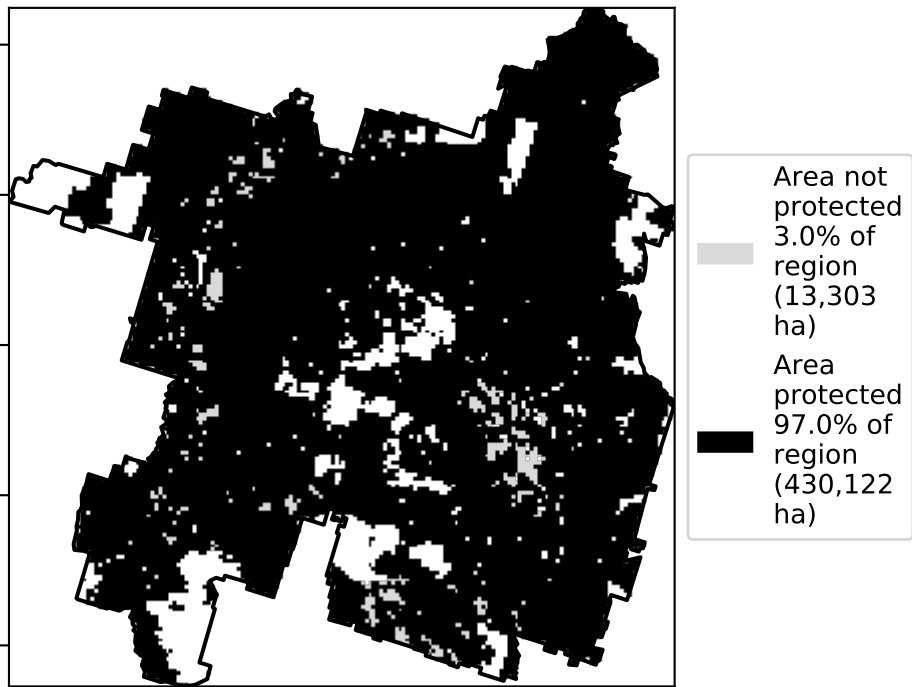 Area not
protected
3.0% of
region
(13,303
ha)
Area
protected
97.0% of
region
(430,122
ha)